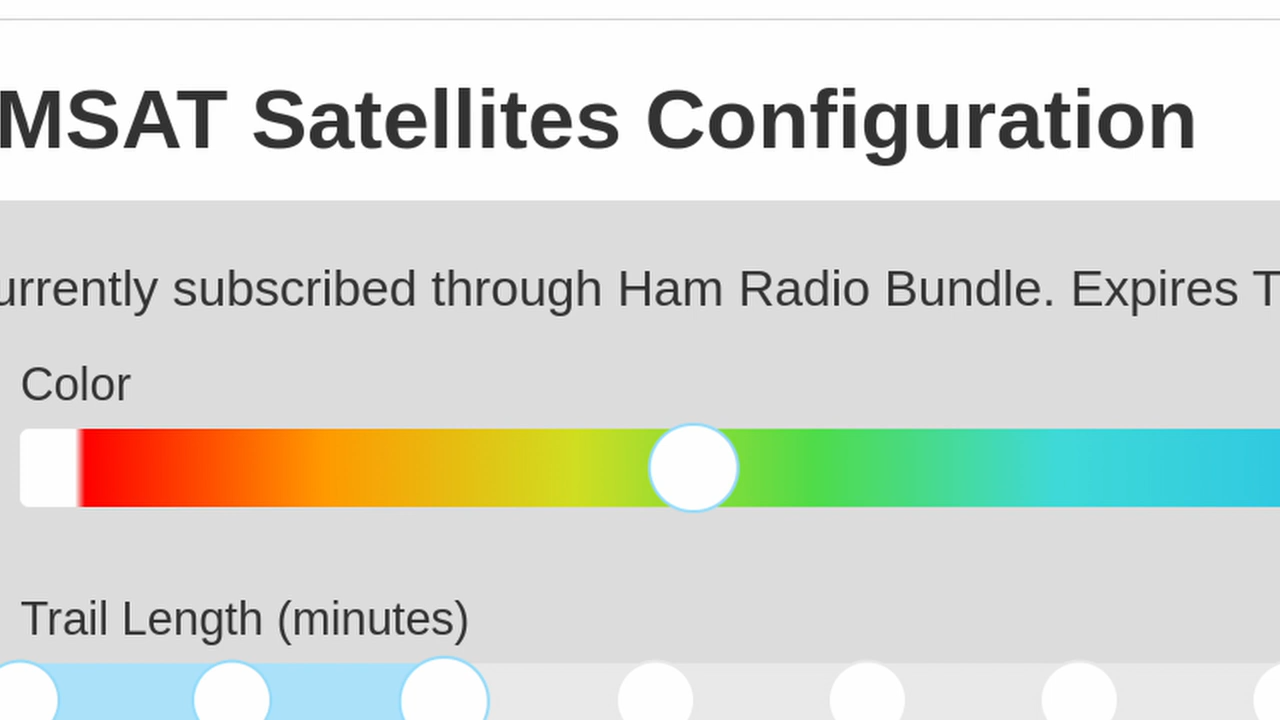 MSAT Satellites Configuration
urrently subscribed through Ham Radio Bundle. Expires T
Color
Trail Length (minutes)